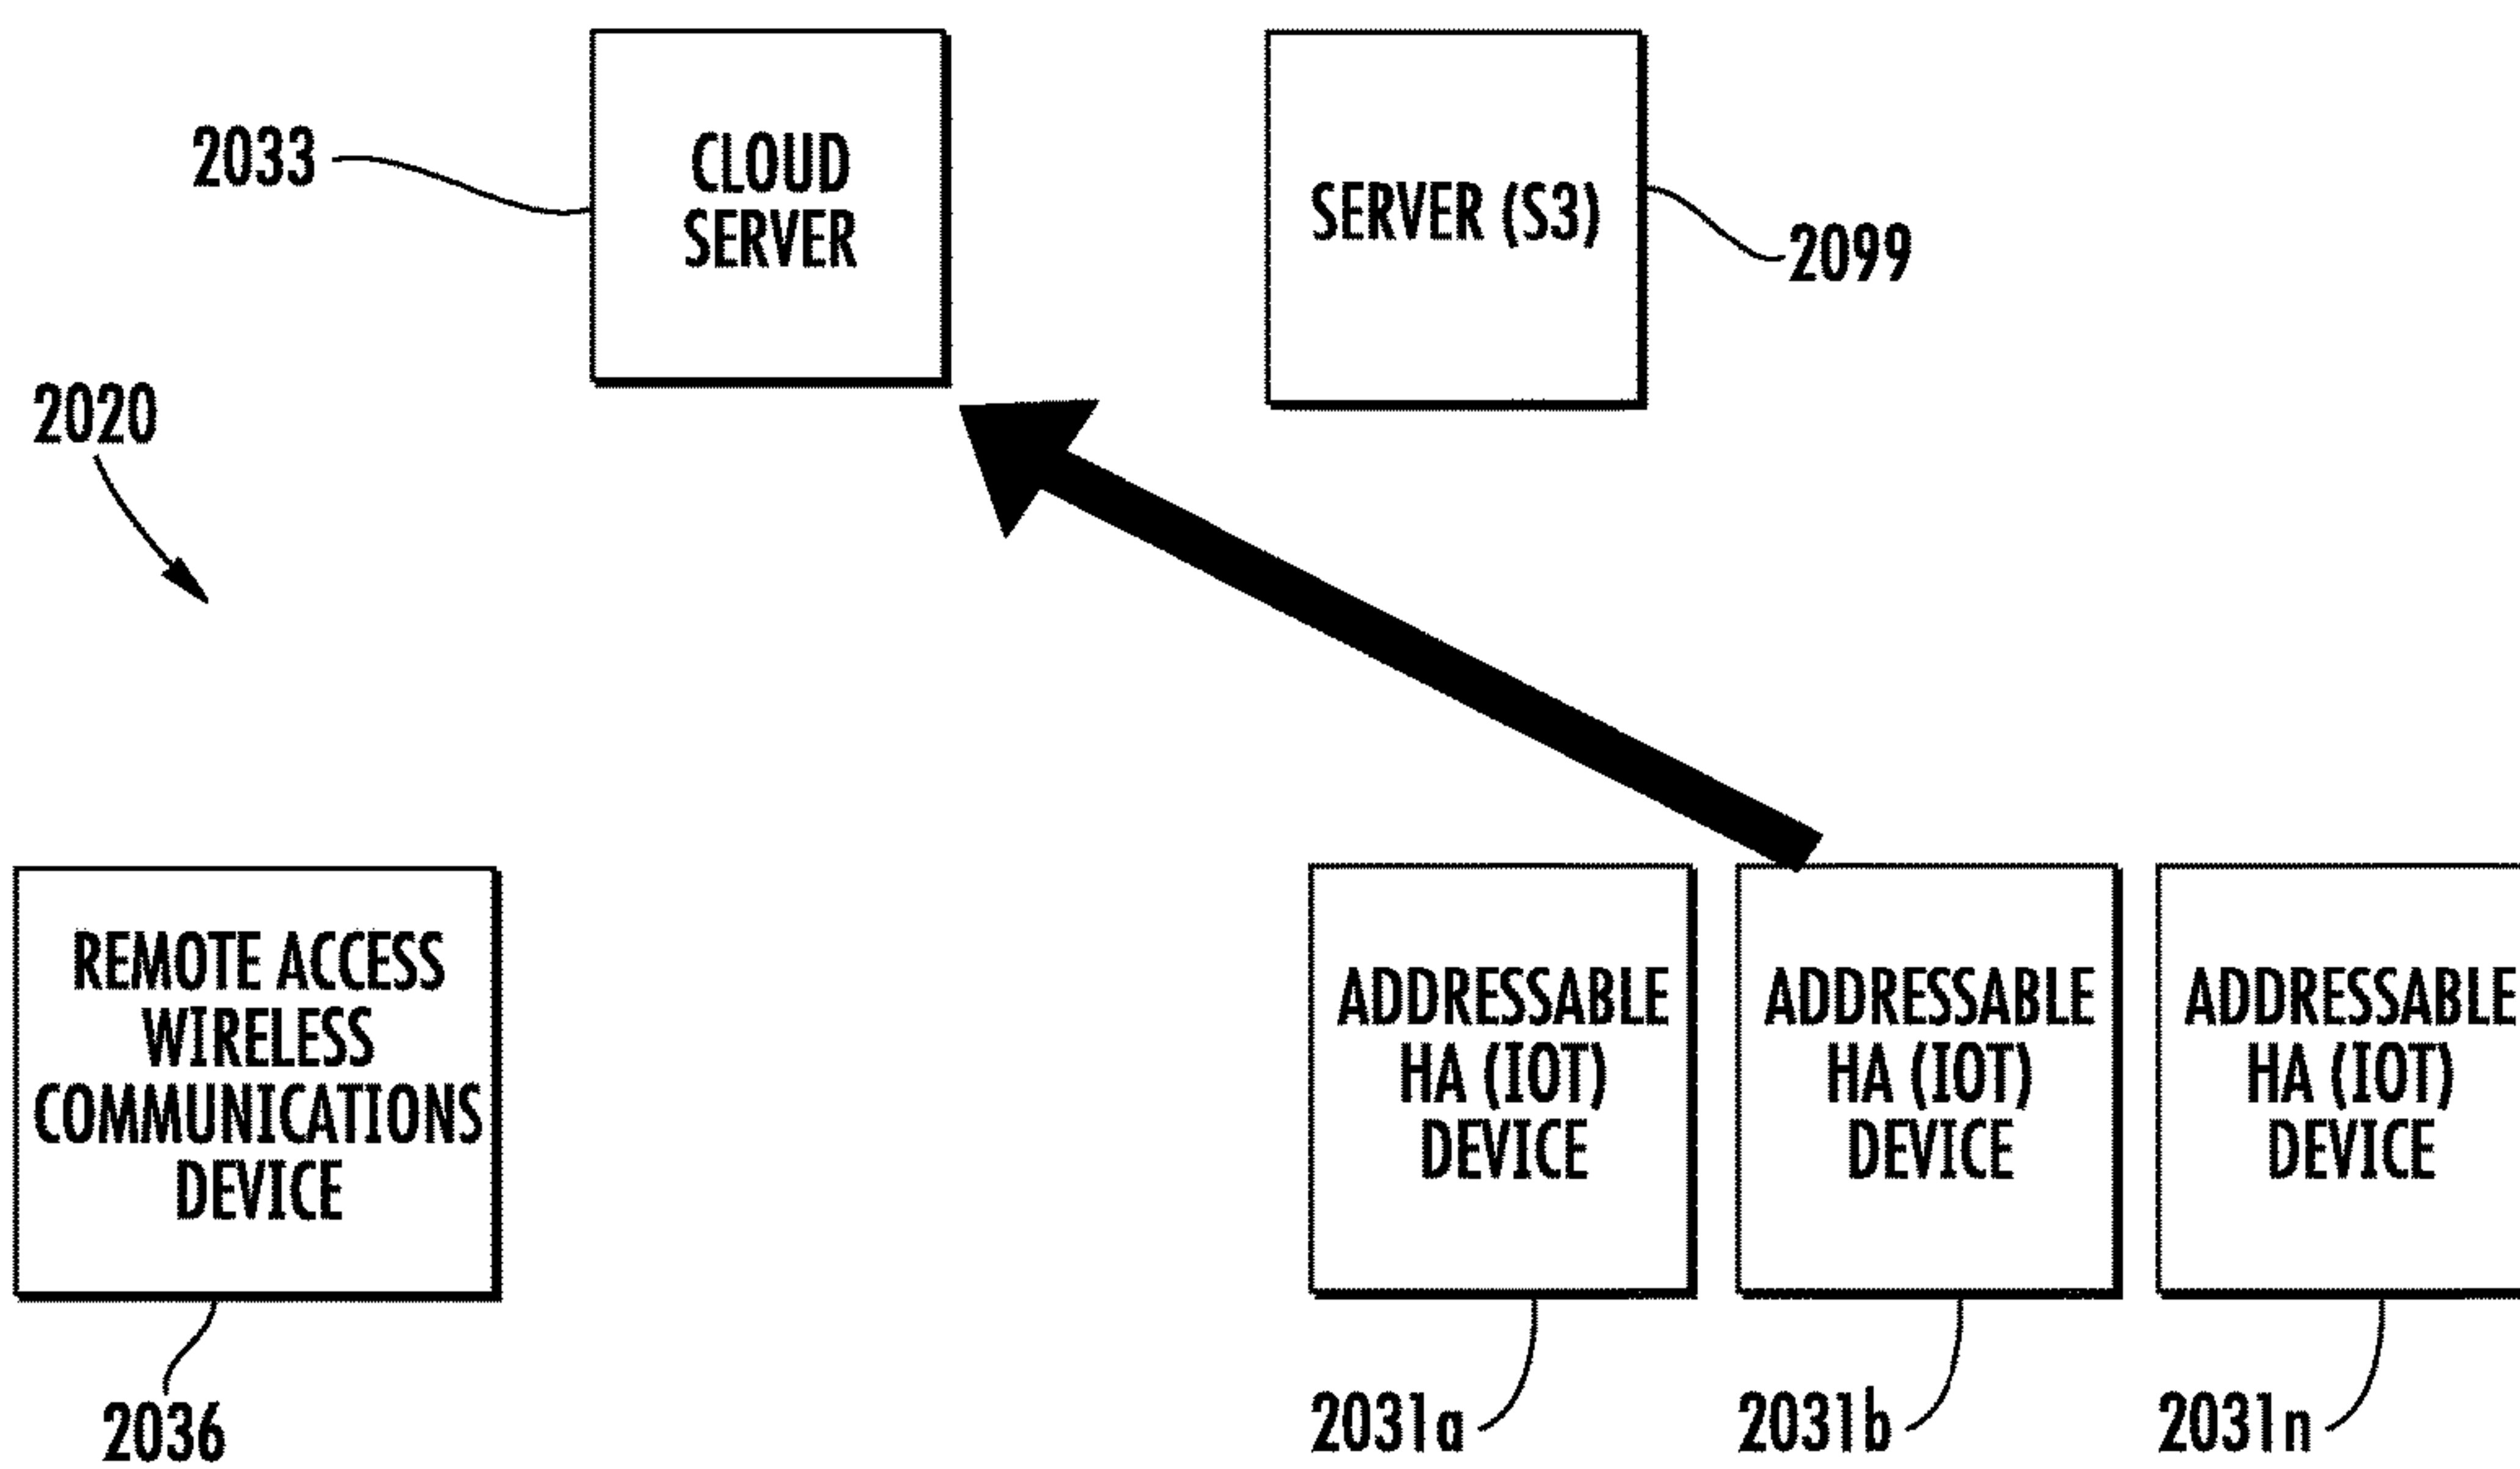 2033
CLOUD
SERVER
SERVER (S3)
2099
2020
REMOTE ACCESS
WIRELESS
COMMUNICATIONS
DEVICE
ADDRESSABLE
HA (IOT)
DEVICE
ADDRESSABLE
HA (IOT)
DEVICE
ADDRESSABLE
HA (IOT)
DEVICE
2036
2031a
2031b
2031n